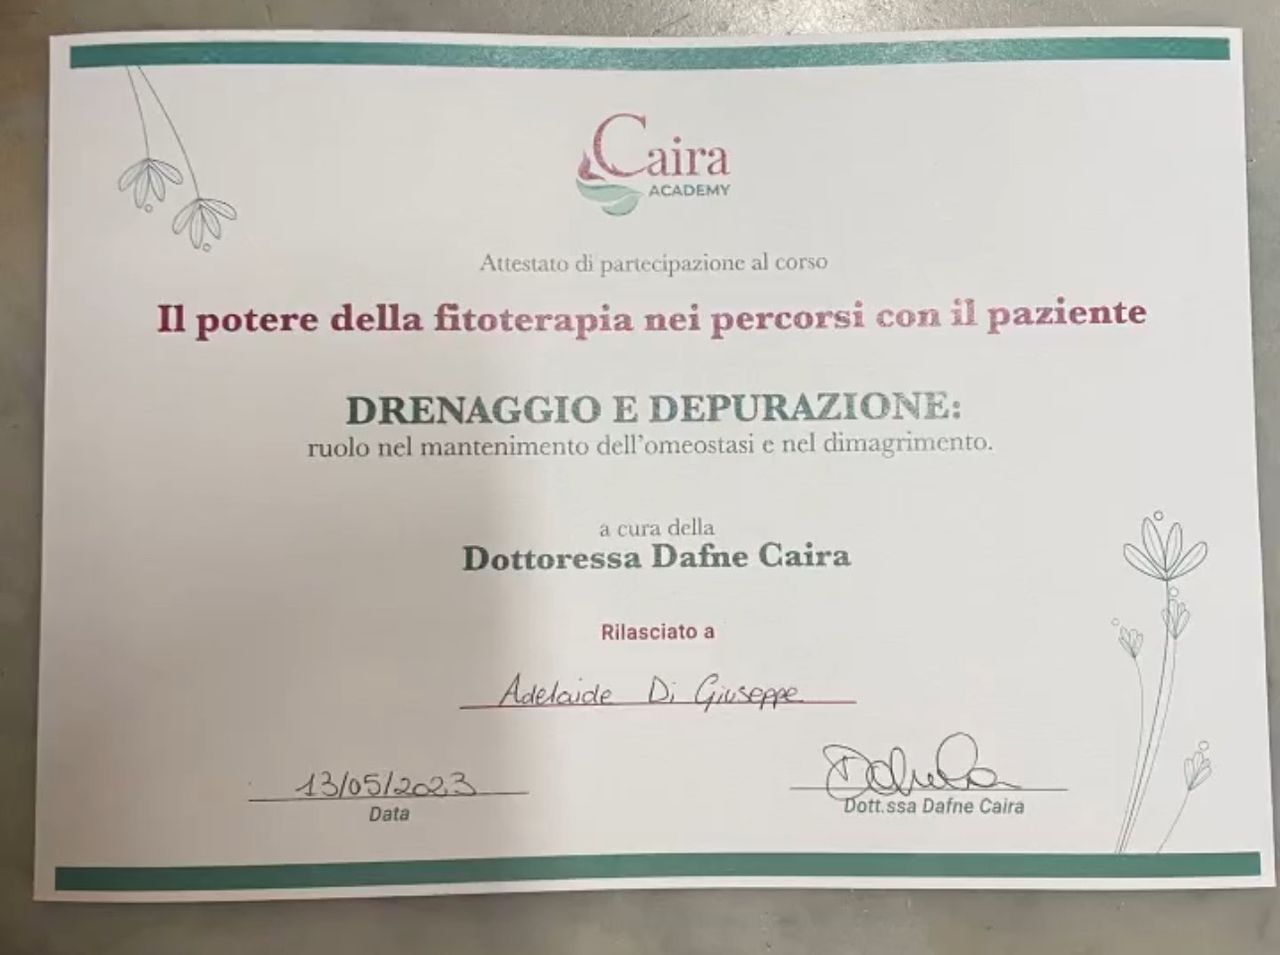 Caira
ACADEMY
Attestato di partecipazione al corso
Il potere della fitoterapia nei percorsi con il paziente
DRENAGGIO E DEPURAZIONE:
ruolo nel mantenimento dell'omeostasi e nel dimagrimento.
a cura della
Dottoressa Dafne Caira
Rilasciato a
Adelaide Di Giuseppe
13/05/2023
Data
Dott.ssa Dafne Caira